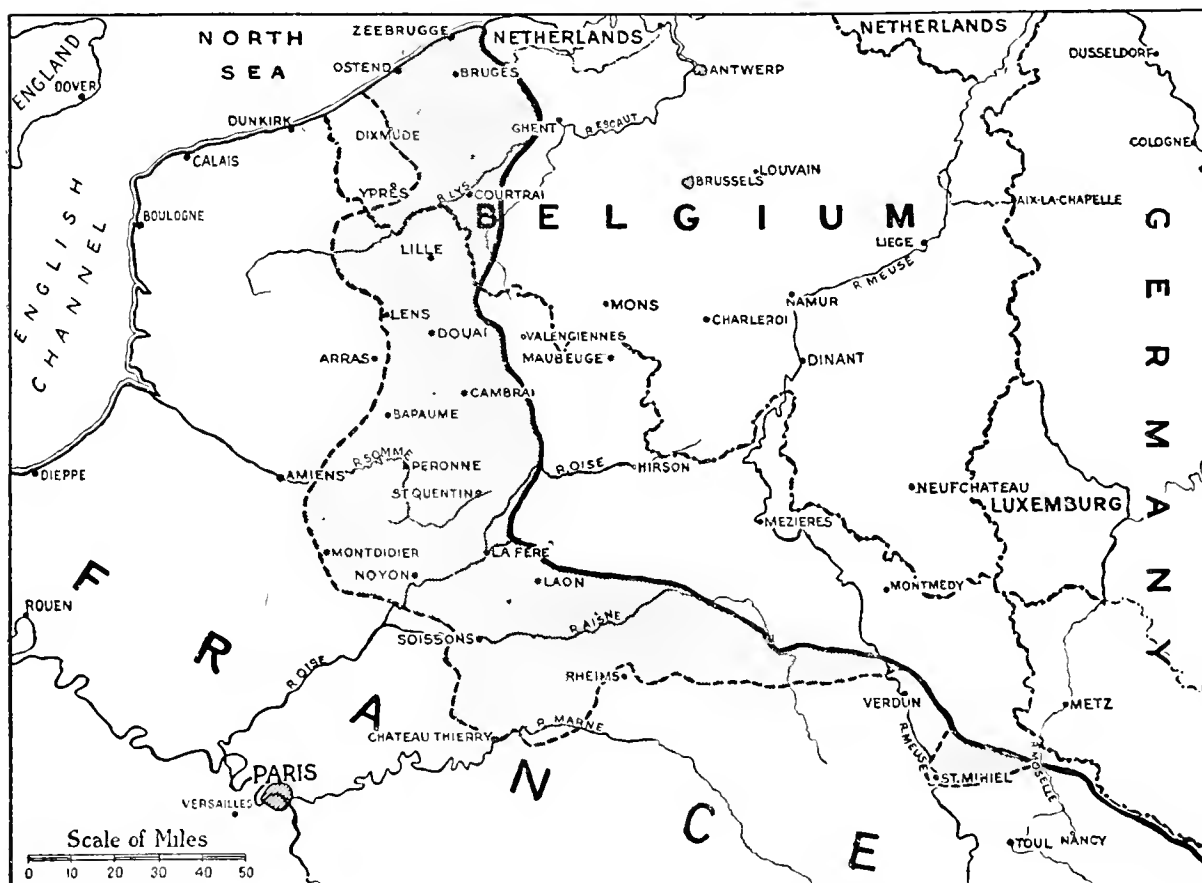 NORTH
SEA
ZEEBRUGGE
NETHERLANDS
NETHERLANDS
DUSSELDORF
ENGLAND
DOVER
OSTEND
BRUGES
ANTWERP
DUNKIRK
DIXMUDE
GHENT
R. ESCAUT
COLOGNE
CALAIS
LOUVAIN
BRUSSELS
YPRES
R. LYS
COURTRAI
AIX-LA-CHAPELLE
BOULOGNE
BELGIUM
LIEGE
ENGLISH
CHANNEL
LILLE
R. MEUSE
GERMANY
LENS
MONS
NAMUR
CHARLEROI
DOUAI
VALENGIENNES
ARRAS
MAUBEUGE
DINANT
CAMBRAI
BAPAUME
DIEPPE
AMIENS
R. SOMME
PERONNE
R. OISE
HIRSON
ST QUENTIN
NEUFCHATEAU
LUXEMBURG
MEZIERES
MONTDIDIER
LA FERE
NOYON
LAON
MONTMEDY
ROUEN
FRANCE
SOISSONS
R. AISNE
R. OISE
RHEIMS
VERDUN
METZ
CHATEAU THIERRY
R. MARNE
R. MEUSE
R. MOSELLE
PARIS
ST. MIHIEL
VERSAILLES
Scale of Miles
TOUL
NANCY
0 10 20 30 40 50